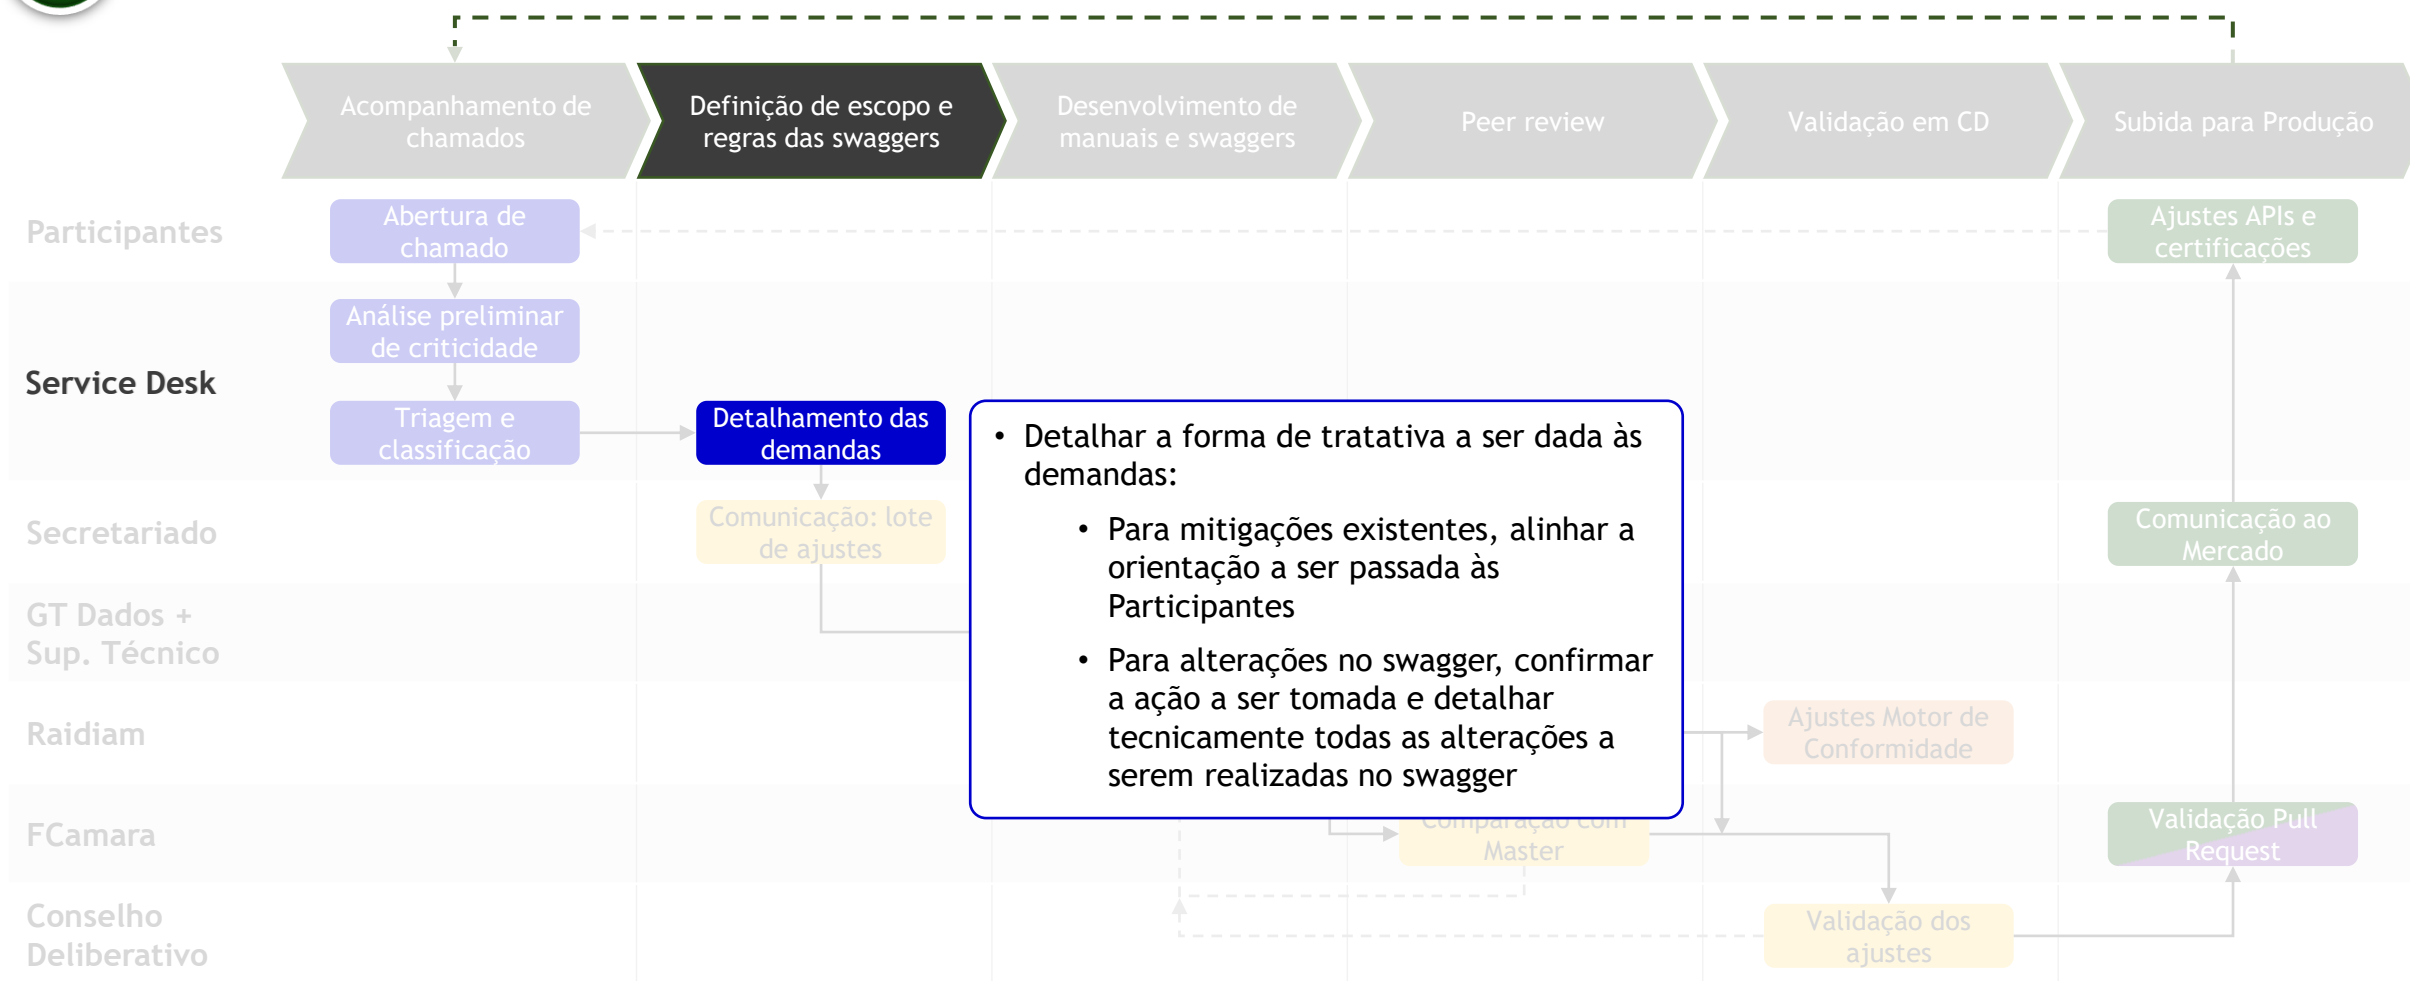 Acompanhamento de
chamados
Definição de escopo e
regras das swaggers
Desenvolvimento de
manuais e swaggers
Peer review
Validação em CD
Subida para Produção
Participantes
Abertura de
chamado
Ajustes APIs e
certificações
Service Desk
Análise preliminar
de criticidade
Triagem e
classificação
Detalhamento das
demandas
• Detalhar a forma de tratativa a ser dada às
demandas:
• Para mitigações existentes, alinhar a
orientação a ser passada às
Participantes
• Para alterações no swagger, confirmar
a ação a ser tomada e detalhar
tecnicamente todas as alterações a
serem realizadas no swagger
Secretariado
Comunicação: lote
de ajustes
Comunicação ao
Mercado
GT Dados +
Sup. Técnico
Raidiam
Ajustes Motor de
Conformidade
FCamara
Comparação com
Master
Validação Pull
Request
Conselho
Deliberativo
Validação dos
ajustes